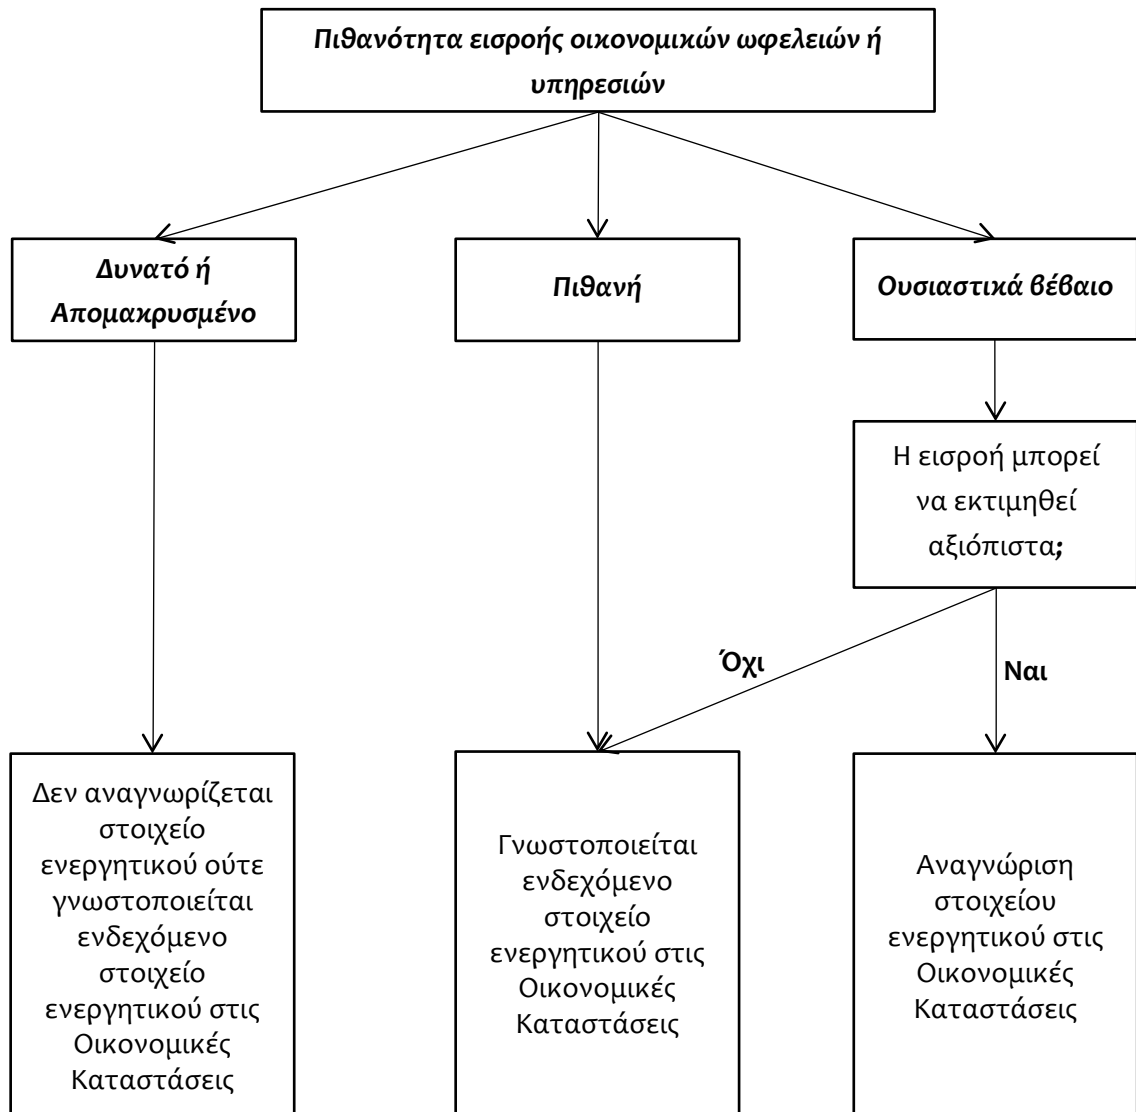 Πιθανότητα εισροής οικονομικών ωφελειών ή
υπηρεσιών
Δυνατό ή
Απομακρυσμένο
Πιθανή
Ουσιαστικά βέβαιο
Η εισροή μπορεί
να εκτιμηθεί
αξιόπιστα;
Όχι
Ναι
Δεν αναγνωρίζεται
στοιχείο
ενεργητικού ούτε
γνωστοποιείται
ενδεχόμενο
στοιχείο
ενεργητικού στις
Οικονομικές
Καταστάσεις
Γνωστοποιείται
ενδεχόμενο
στοιχείο
ενεργητικού στις
Οικονομικές
Καταστάσεις
Αναγνώριση
στοιχείου
ενεργητικού στις
Οικονομικές
Καταστάσεις